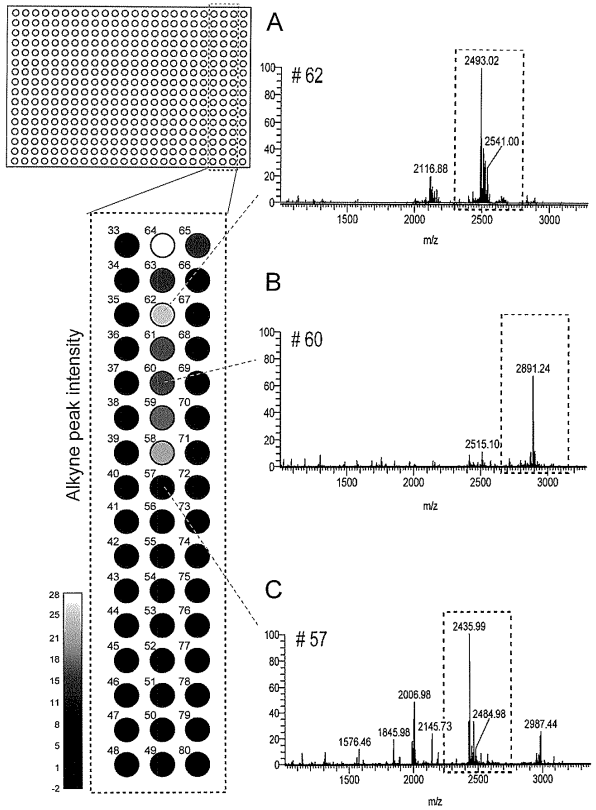 A
# 62
100
80
60
40
20
0
2493.02
2541.00
2116.88
1500 2000 2500 3000
m/z
B
# 60
100
80
60
40
20
0
2891.24
2515.10
1500 2000 2500 3000
m/z
C
# 57
100
80
60
40
20
0
2435.99
2006.98
2484.98
2987.44
2145.73
1845.98
1576.46
1500 2000 2500 3000
m/z
Alkyne peak intensity
33 64 65
34 63 66
35 62 67
36 61 68
37 60 69
38 59 70
39 58 71
40 57 72
41 56 73
42 55 74
43 54 75
44 53 76
45 52 77
46 51 78
47 50 79
48 49 80
28
25
21
18
15
11
8
5
1
-2